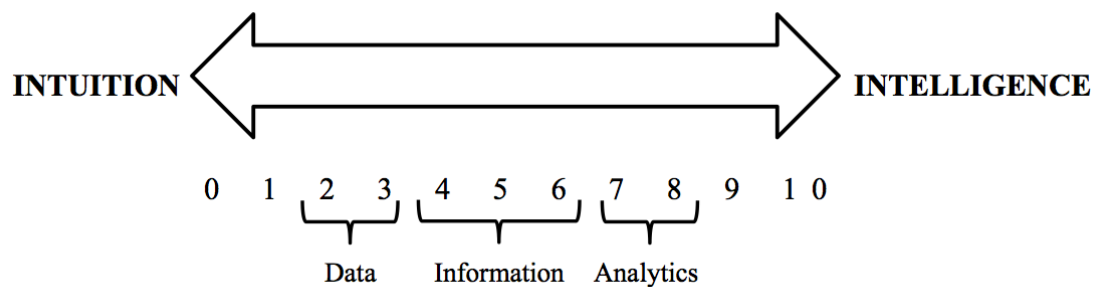 INTUITION INTELLIGENCE
0 1 2 3 4 5 6 7 8 9 1 0
Data Information Analytics